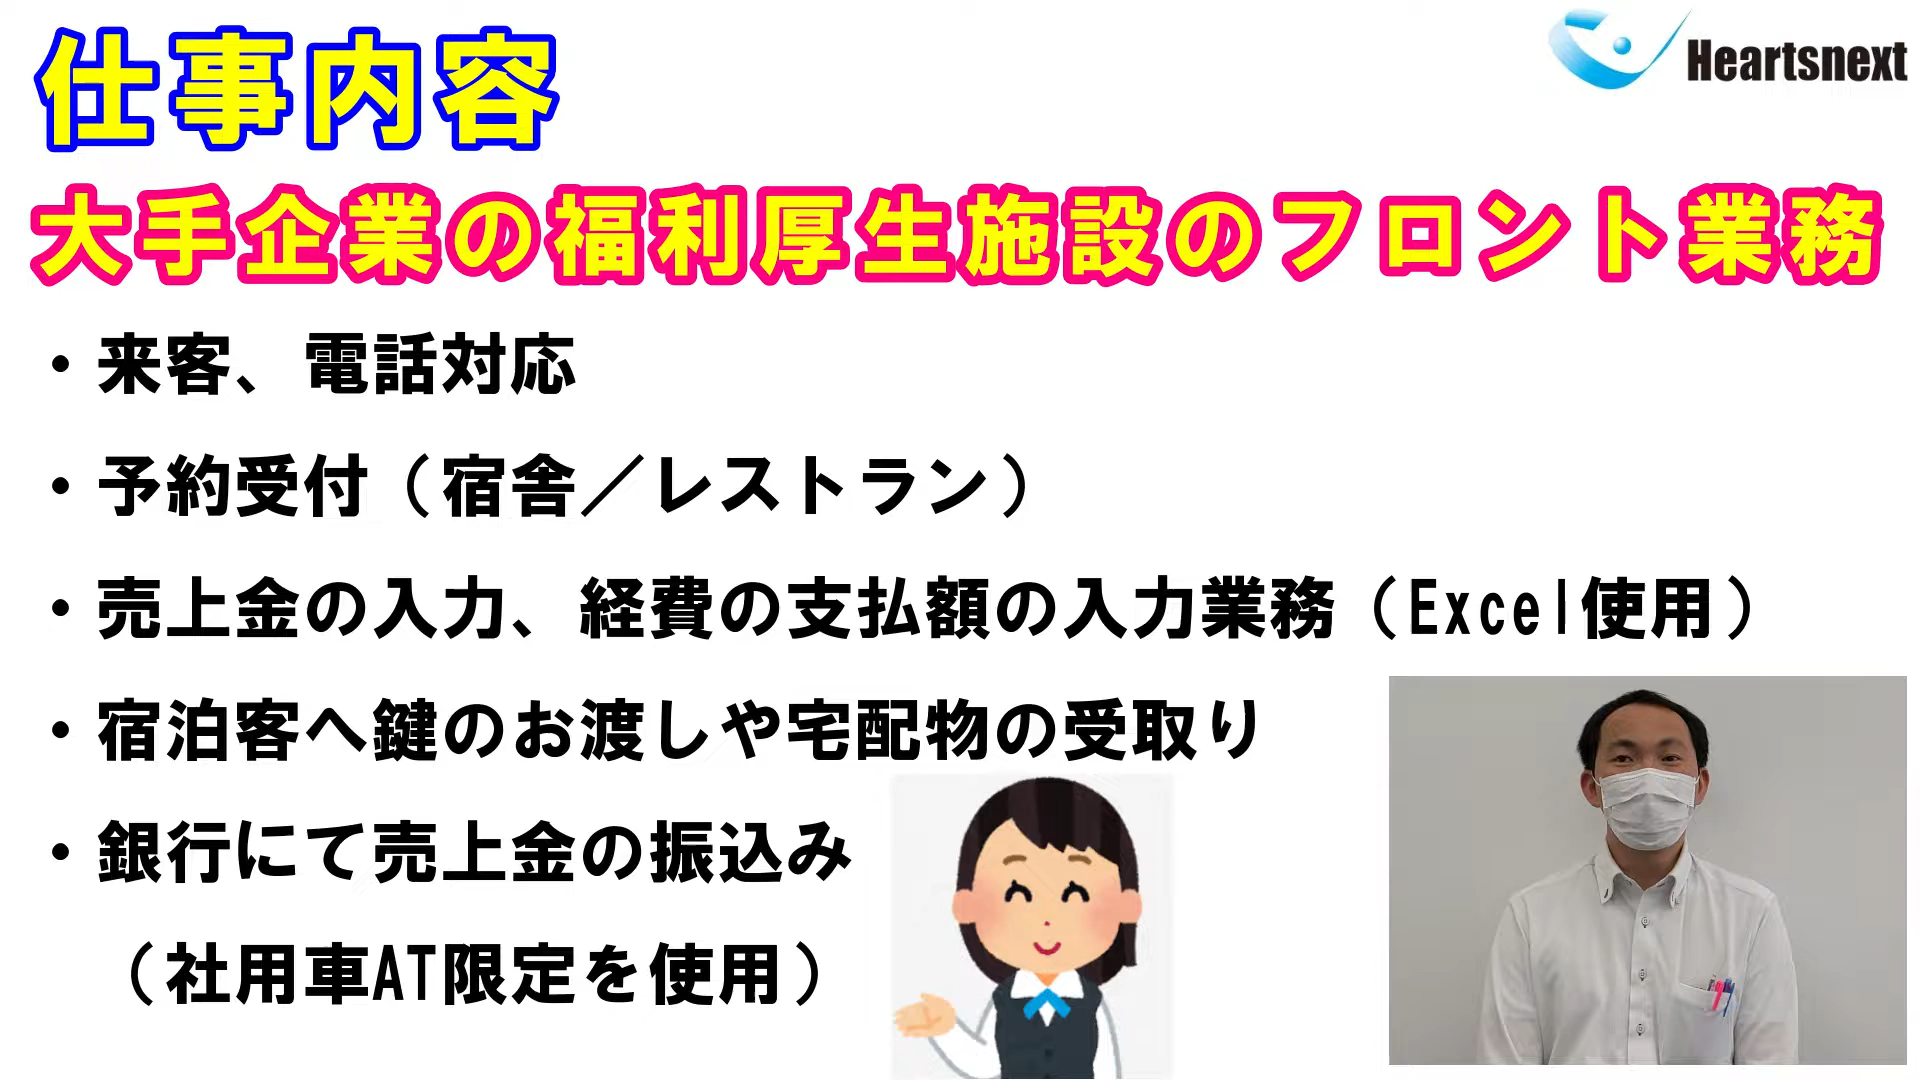 仕事内容
Heartsnext
大手企業の福利厚生施設のフロント業務
・来客、電話対応
・予約受付（宿舎／レストラン）
・売上金の入力、経費の支払額の入力業務（Excel使用）
・宿泊客へ鍵のお渡しや宅配物の受取り
・銀行にて売上金の振込み
（社用車AT限定を使用）